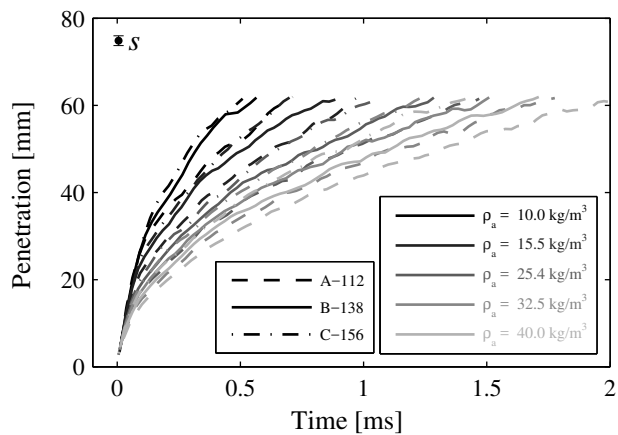 80
60
40
20
0
Penetration [mm]
S
A−112
B−138
C−156
ρa = 10.0 kg/m³
ρa = 15.5 kg/m³
ρa = 25.4 kg/m³
ρa = 32.5 kg/m³
ρa = 40.0 kg/m³
0 0.5 1 1.5 2
Time [ms]